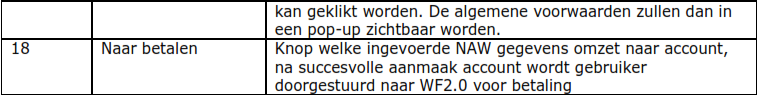 kan geklikt worden. De algemene voorwaarden zullen dan in
een pop-up zichtbaar worden.
18 Naar betalen Knop welke ingevoerde NAW gegevens omzet naar account,
na succesvolle aanmaak account wordt gebruiker
doorgestuurd naar WF2.0 voor betaling